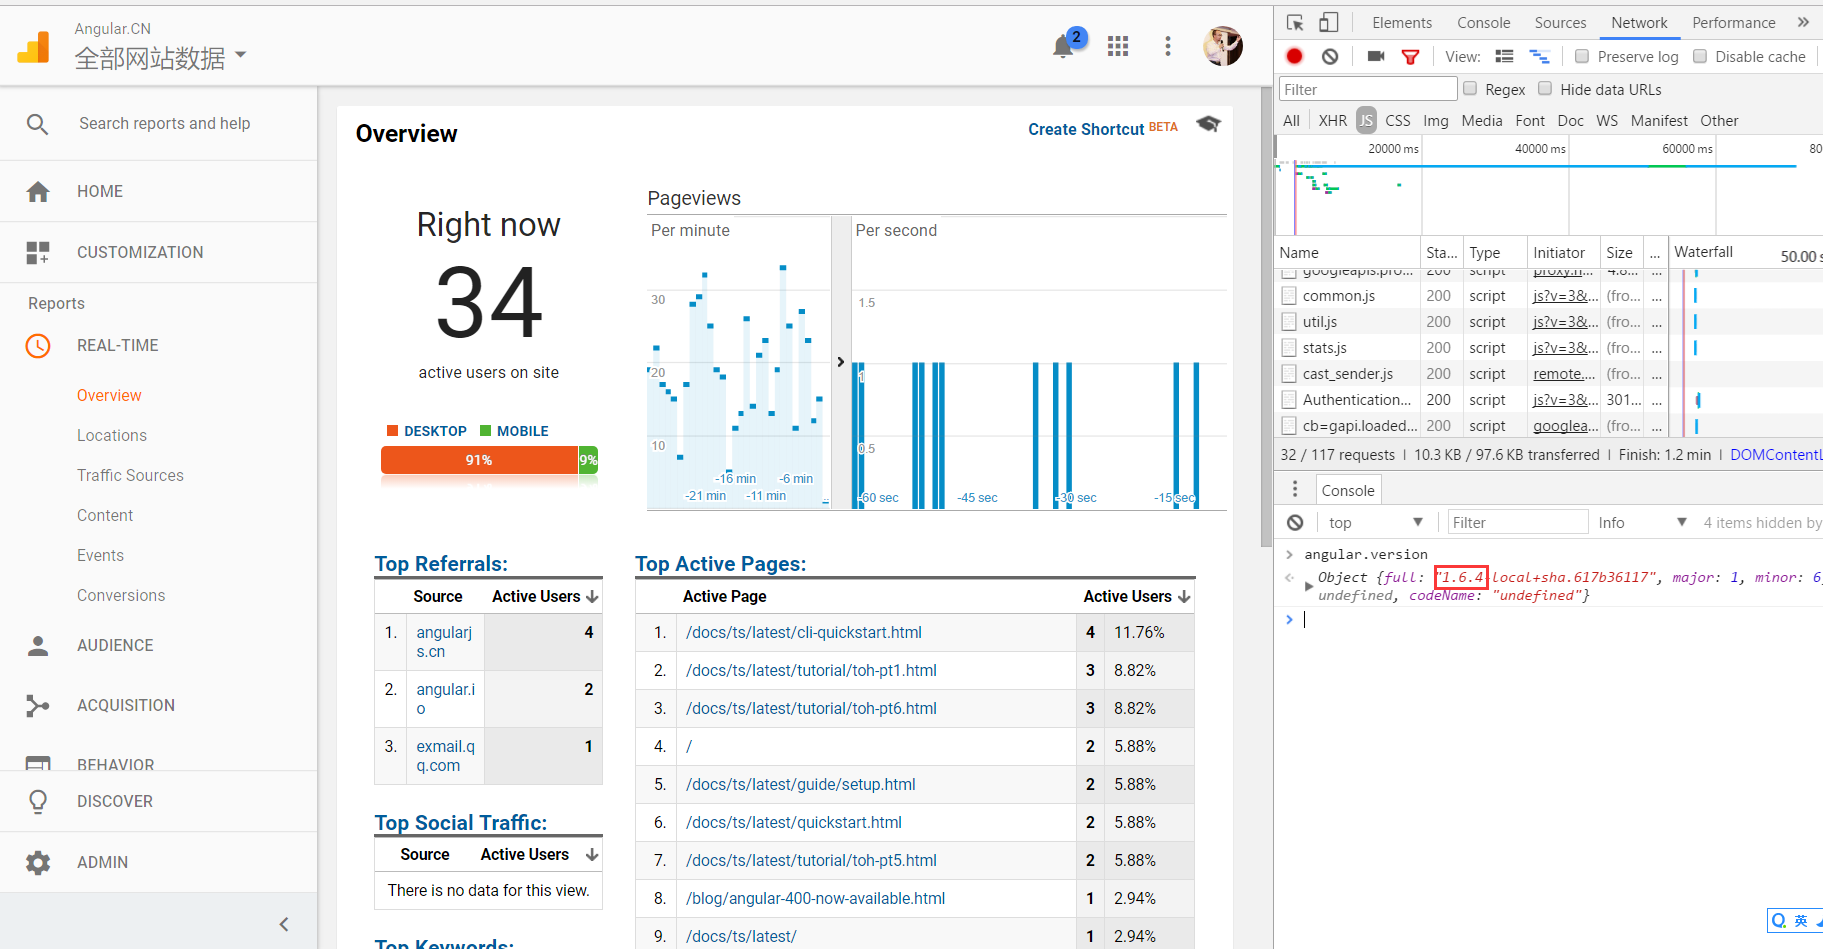 Angular.CN
全部网站数据
2
Search reports and help
HOME
CUSTOMIZATION
Reports
REAL-TIME
Overview
Locations
Traffic Sources
Content
Events
Conversions
AUDIENCE
ACQUISITION
BEHAVIOR
DISCOVER
ADMIN
Overview
Create Shortcut BETA
Right now
34
active users on site
DESKTOP MOBILE
91% 9%
Pageviews
Per minute
30
20
10
-16 min -6 min
-21 min -11 min
Per second
1.5
1
0.5
-60 sec -45 sec -30 sec -15 sec
Top Referrals:
Source Active Users
1. angularj
s.cn 4
2. angular.i
o 2
3. exmail.q
q.com 1
Top Social Traffic:
Source Active Users
There is no data for this view.
Top Keywords:
Top Active Pages:
Active Page Active Users
1. /docs/ts/latest/cli-quickstart.html 4 11.76%
2. /docs/ts/latest/tutorial/toh-pt1.html 3 8.82%
3. /docs/ts/latest/tutorial/toh-pt6.html 3 8.82%
4. / 2 5.88%
5. /docs/ts/latest/guide/setup.html 2 5.88%
6. /docs/ts/latest/quickstart.html 2 5.88%
7. /docs/ts/latest/tutorial/toh-pt5.html 2 5.88%
8. /blog/angular-400-now-available.html 1 2.94%
9. /docs/ts/latest/ 1 2.94%
Elements Console Sources Network Performance »
View: Preserve log Disable cache
Filter Regex Hide data URLs
All XHR JS CSS Img Media Font Doc WS Manifest Other
20000 ms 40000 ms 60000 ms 80
Name Sta... Type Initiator Size ... Waterfall 50.00 s
googleapis.pro... 200 script proxy.h... 4.8... ...
common.js 200 script js?v=3&... (fro... ...
util.js 200 script js?v=3&... (fro... ...
stats.js 200 script js?v=3&... (fro... ...
cast_sender.js 200 script remote.... (fro... ...
Authentication... 200 script js?v=3&... 301... ...
cb=gapi.loaded... 200 script googlea... (fro... ...
32 / 117 requests | 10.3 KB / 97.6 KB transferred | Finish: 1.2 min | DOMContentL
Console
top Filter Info 4 items hidden by
angular.version
Object {full: "1.6.4-local+sha.617b36117", major: 1, minor: 6,
undefined, codeName: "undefined"}
英